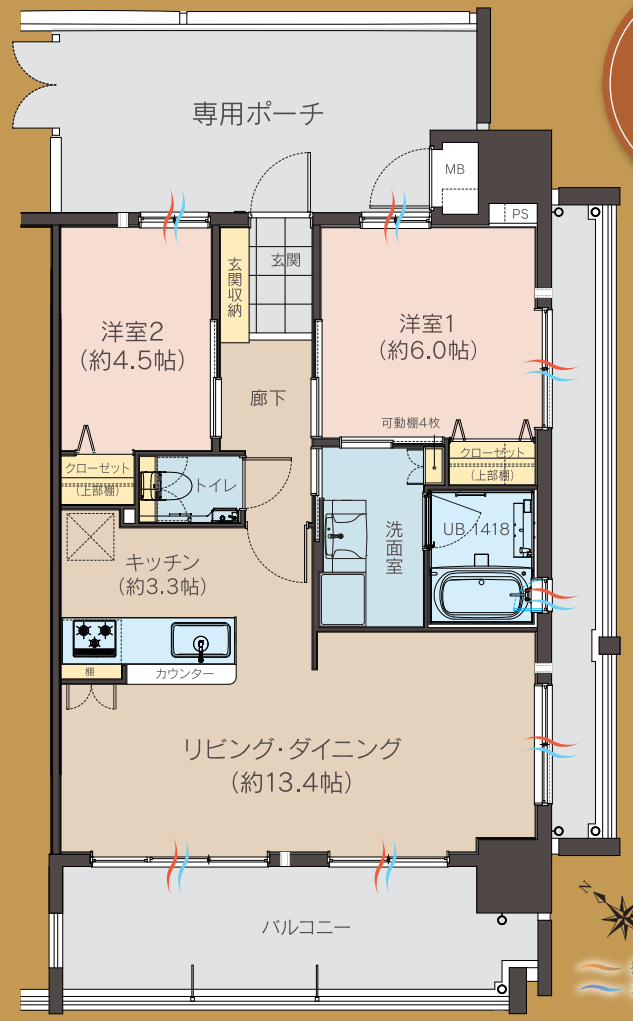 専用ポーチ
MB
PS
玄関
玄関収納
洋室2
(約4.5帖)
洋室1
(約6.0帖)
廊下
可動棚4枚
クローゼット
(上部棚)
クローゼット
(上部棚)
トイレ
洗面室
UB 1418
キッチン
(約3.3帖)
棚
カウンター
リビング・ダイニング
(約13.4帖)
バルコニー
N